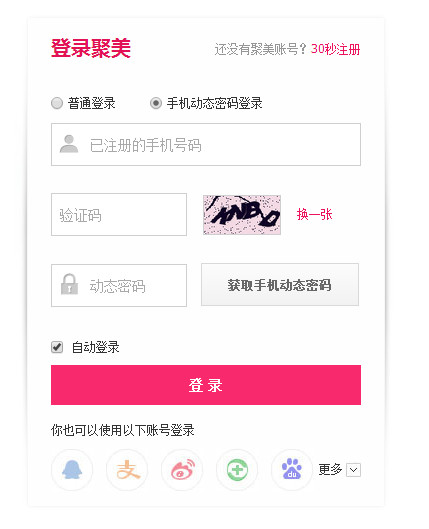 登录聚美
还没有聚美账号？30秒注册
普通登录 手机动态密码登录
已注册的手机号码
验证码 换一张
动态密码 获取手机动态密码
自动登录
登 录
你也可以使用以下账号登录
du 更多